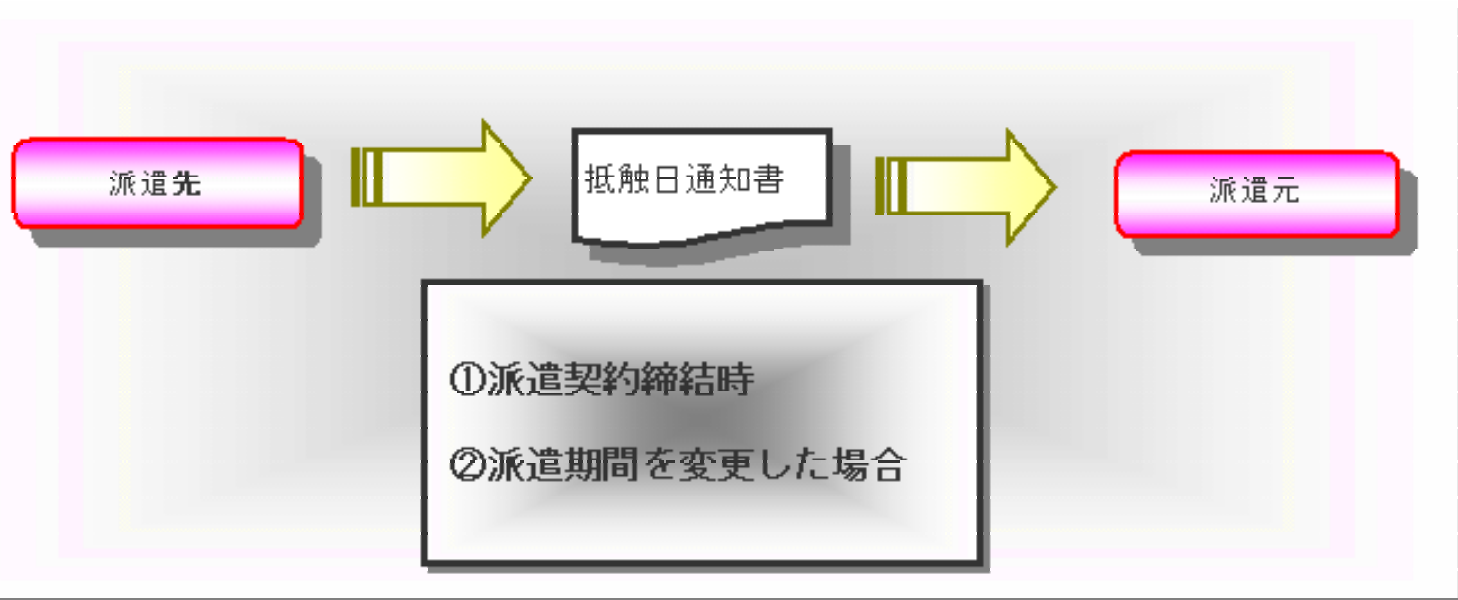 派遣先
抵触日通知書
派遣元
①派遣契約締結時
②派遣期間を変更した場合